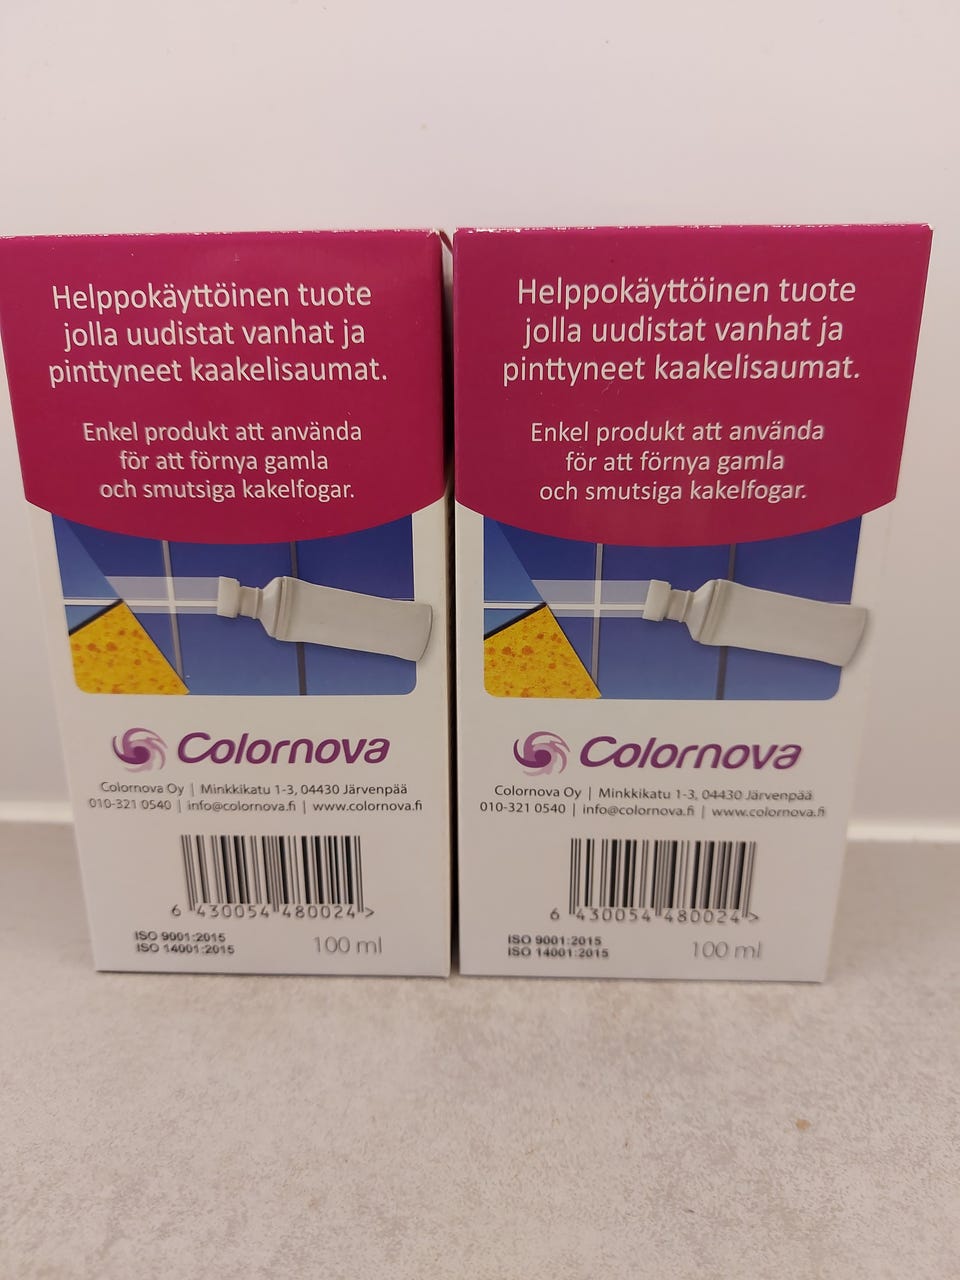 Helppokäyttöinen tuote
jolla uudistat vanhat ja
pinttyneet kaakelisaumat.
Enkel produkt att använda
för att förnya gamla
och smutsiga kakelfogar.
Colornova
Colornova Oy | Minkkikatu 1-3, 04430 Järvenpää
010-321 0540 | info@colornova.fi | www.colornova.fi
6 430054 480024 >
ISO 9001:2015
ISO 14001:2015
100 ml
Helppokäyttöinen tuote
jolla uudistat vanhat ja
pinttyneet kaakelisaumat.
Enkel produkt att använda
för att förnya gamla
och smutsiga kakelfogar.
Colornova
Colornova Oy | Minkkikatu 1-3, 04430 Järvenpää
010-321 0540 | info@colornova.fi | www.colornova.fi
6 430054 480024 >
ISO 9001:2015
ISO 14001:2015
100 ml